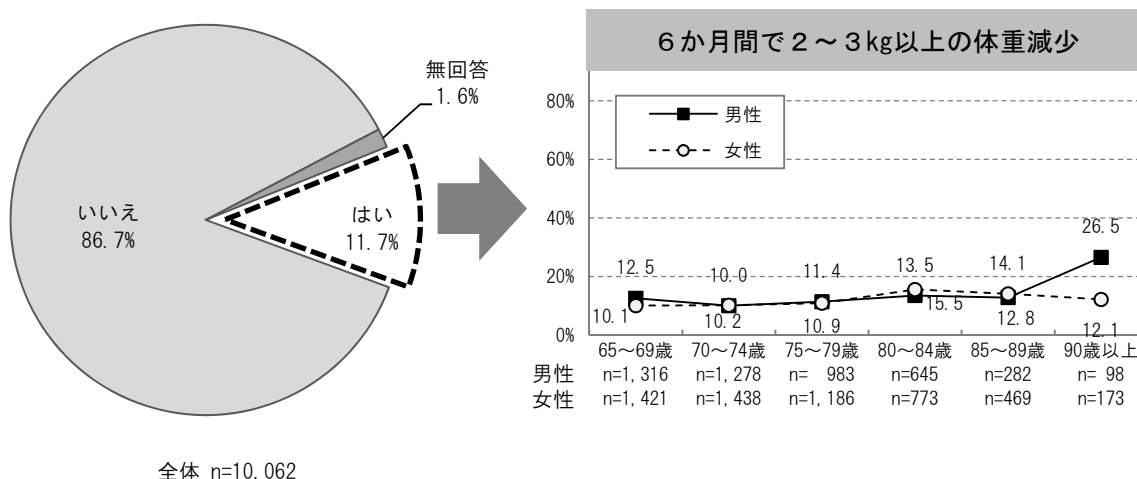 無回答
1.6%
いいえ
86.7%
はい
11.7%
全体 n=10,062
６か月間で２～３kg以上の体重減少
80%
60%
40%
20%
0%
男性
女性
12.5 10.0 11.4 13.5 14.1 26.5
10.1 10.2 10.9 15.5 12.8 12.1
65～69歳 70～74歳 75～79歳 80～84歳 85～89歳 90歳以上
男性 n=1,316 n=1,278 n= 983 n=645 n=282 n= 98
女性 n=1,421 n=1,438 n=1,186 n=773 n=469 n=173